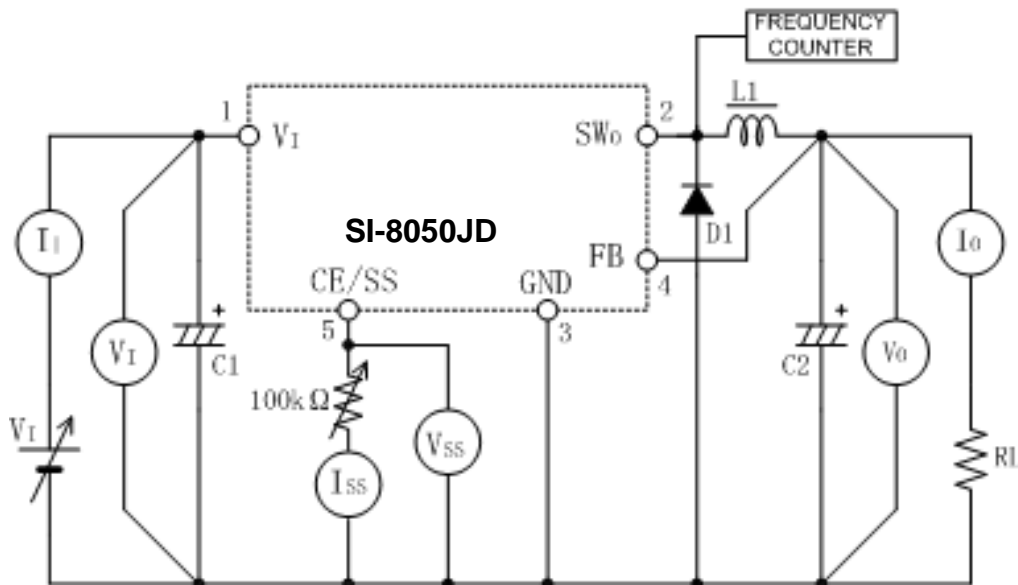 FREQUENCY
COUNTER
L1
1
2
VI
SWO
II
SI-8050JD
D1
IO
FB
4
CE/SS
GND
5
3
+
+
VI
C1
C2
VO
100kΩ
VI
VSS
R1
ISS